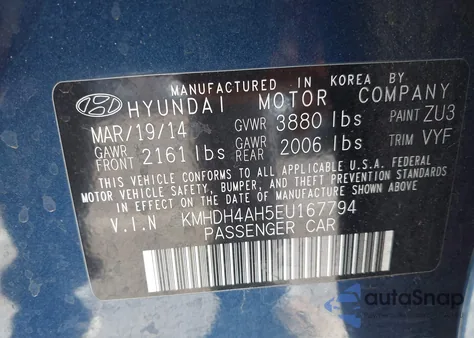 MANUFACTURED IN KOREA BY
HYUNDAI MOTOR COMPANY
MAR/19/14 GVWR 3880 lbs PAINT ZU3
GAWR FRONT 2161 lbs GAWR REAR 2006 lbs TRIM VYF
THIS VEHICLE CONFORMS TO ALL APPLICABLE U.S.A. FEDERAL
MOTOR VEHICLE SAFETY, BUMPER, AND THEFT
PREVENTION STANDARDS IN EFFECT ON THE DATE OF
MANUFACTURE SHOWN ABOVE.
V.I.N KMHDH4AH5EU167794
PASSENGER CAR
autoSnap